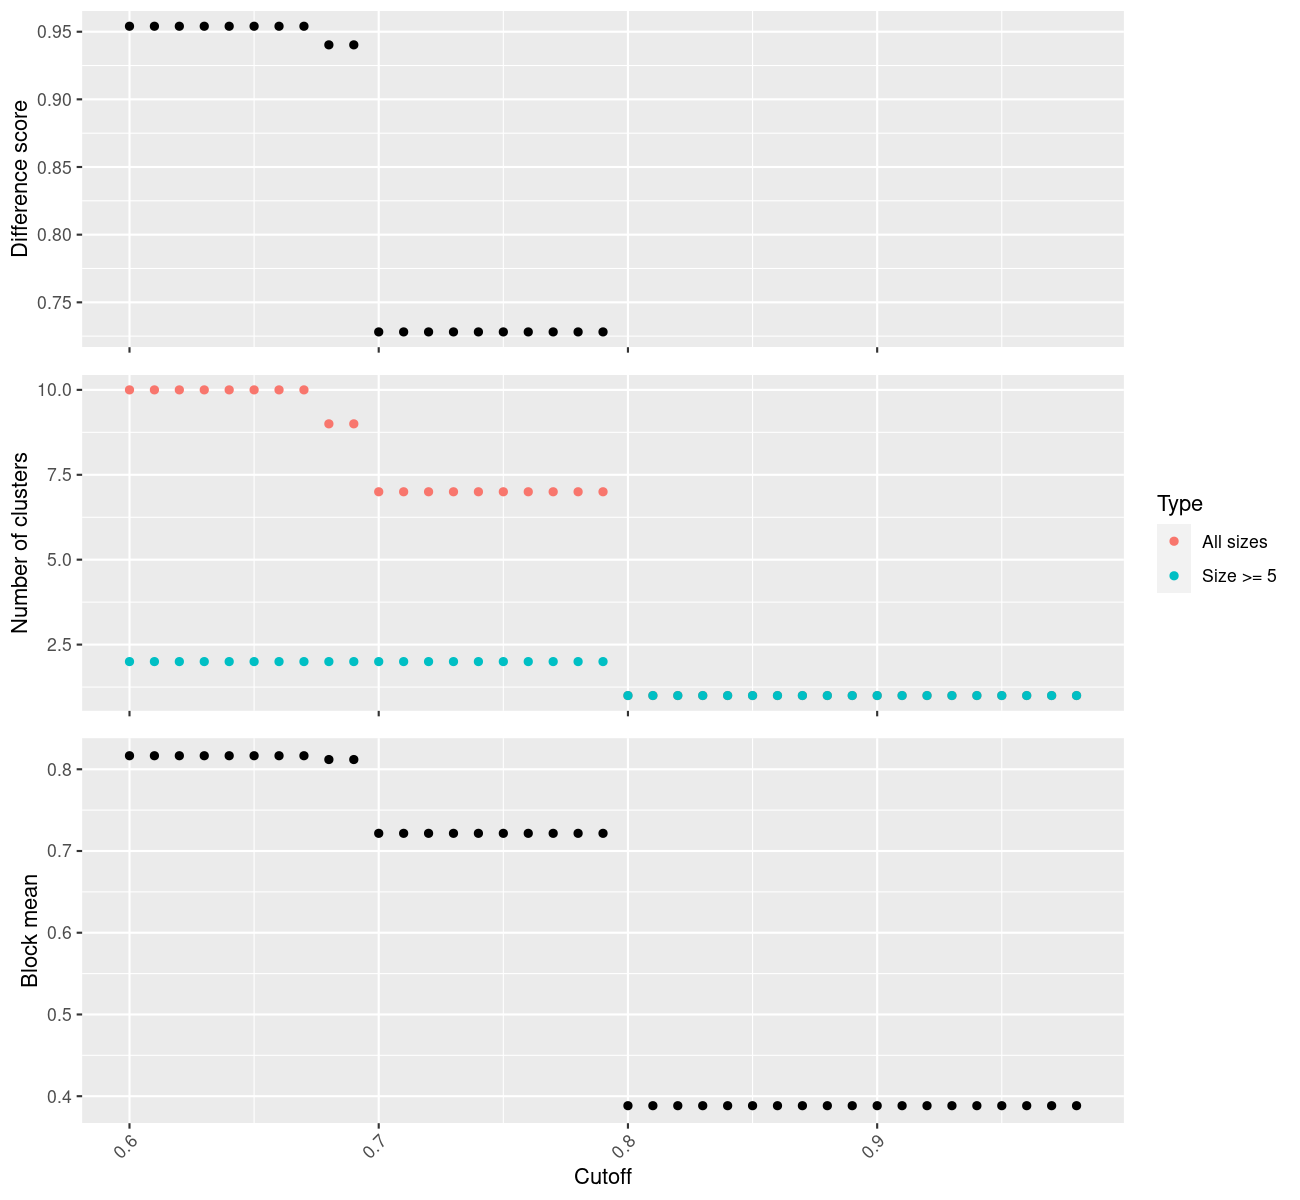 Difference score
0.95
0.90
0.85
0.80
0.75
Number of clusters
10.0
7.5
5.0
2.5
Type
All sizes
Size >= 5
Block mean
0.8
0.7
0.6
0.5
0.4
0.6 0.7 0.8 0.9
Cutoff